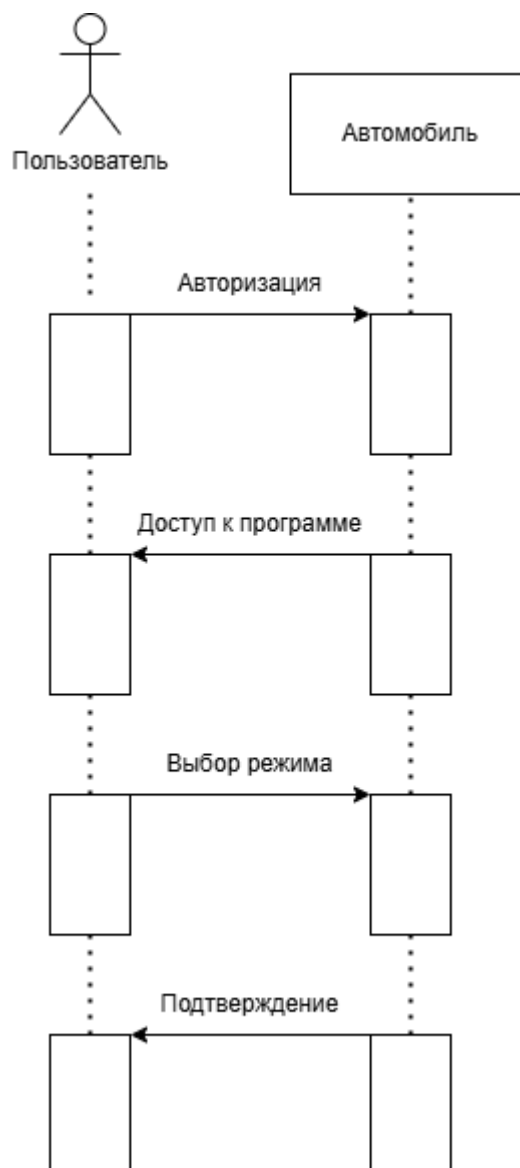 Пользователь
Автомобиль
Авторизация
Доступ к программе
Выбор режима
Подтверждение